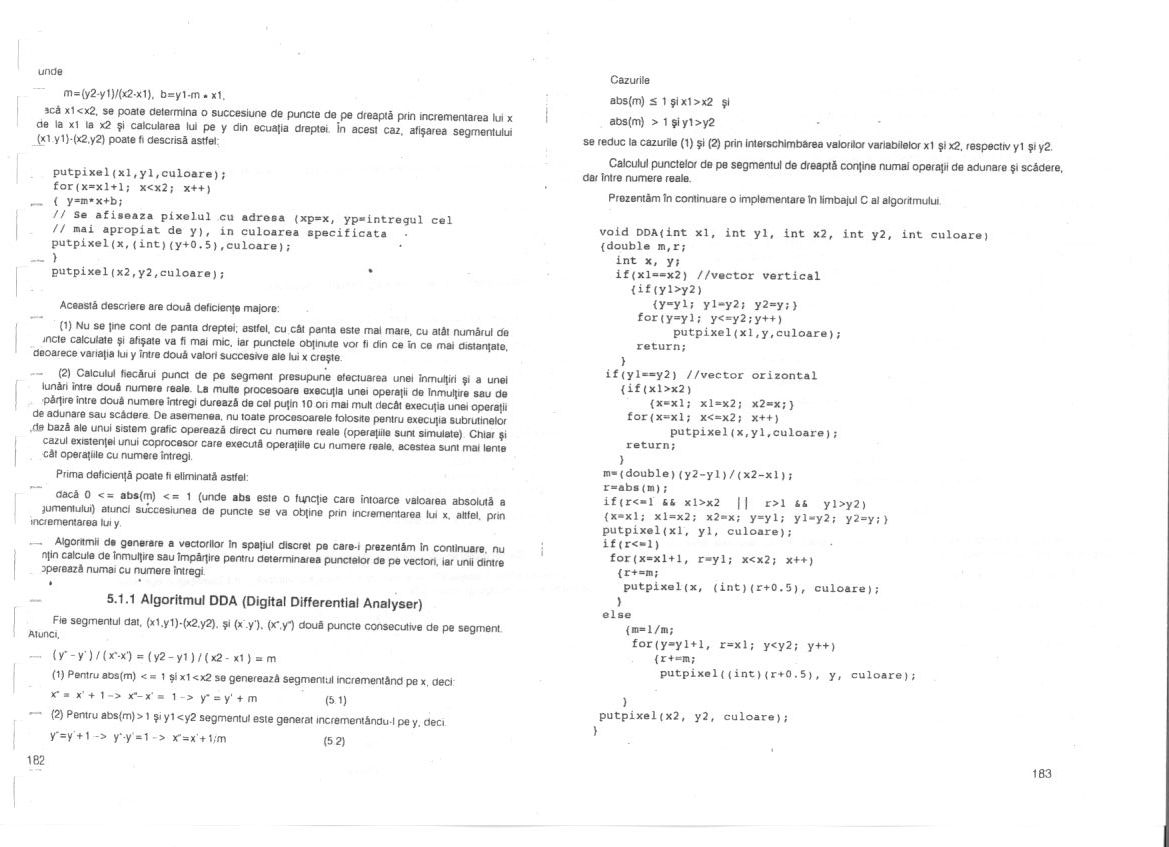 unde
m=(y2-y1)/(x2-x1), b=y1-m * x1.
acă x1<x2, se poate determina o succesiune de puncte de pe dreaptă prin incrementarea lui x
de la x1 la x2 şi calcularea lui y din ecuaţia dreptei. În acest caz, afişarea segmentului
(x1.y1)-(x2,y2) poate fi descrisă astfel:
putpixel(x1,y1,culoare);
for(x=x1+1; x<x2; x++)
{ y=m*x+b;
// Se afiseaza pixelul cu adresa (xp=x, yp=intregul cel
// mai apropiat de y), in culoarea specificata
putpixel(x,(int)(y+0.5),culoare);
}
putpixel(x2,y2,culoare);
Această descriere are două deficienţe majore:
(1) Nu se ţine cont de panta dreptei; astfel, cu cât panta este mai mare, cu atât numărul de
uncte calculate şi afişate va fi mai mic, iar punctele obţinute vor fi din ce în ce mai distanţate,
deoarece variaţia lui y între două valori succesive ale lui x creşte.
(2) Calculul fiecărui punct de pe segment presupune efectuarea unei înmulţiri şi a unei
lunări între două numere reale. La multe procesoare execuţia unei operaţii de înmulţire sau de
părţire între două numere întregi durează de cel puţin 10 ori mai mult decât execuţia unei operaţii
de adunare sau scădere. De asemenea, nu toate procesoarele folosite pentru execuţia subrutinelor
de bază ale unui sistem grafic operează direct cu numere reale (operaţiile sunt simulate). Chiar şi
cazul existenţei unui coprocesor care execută operaţiile cu numere reale, acestea sunt mai lente
cât operaţiile cu numere întregi.
Prima deficienţă poate fi eliminată astfel:
dacă 0 <= abs(m) <= 1 (unde abs este o funcţie care întoarce valoarea absolută a
gumentului) atunci succesiunea de puncte se va obţine prin incrementarea lui x, altfel, prin
incrementarea lui y.
Algoritmii de generare a vectorilor în spaţiul discret pe care-i prezentăm în continuare, nu
nţin calcule de înmulţire sau împărţire pentru determinarea punctelor de pe vectori, iar unii dintre
operează numai cu numere întregi.
5.1.1 Algoritmul DDA (Digital Differential Analyser)
Fie segmentul dat, (x1,y1)-(x2,y2), şi (x'.y'), (x",y") două puncte consecutive de pe segment.
Atunci,
(y" - y') / (x"-x') = (y2 - y1) / (x2 - x1) = m
(1) Pentru abs(m) <= 1 şi x1<x2 se generează segmentul incrementând pe x, deci:
x" = x' + 1 -> x"- x' = 1 -> y" = y' + m (5.1)
(2) Pentru abs(m)>1 şi y1<y2 segmentul este generat incrementându-l pe y, deci.
y"=y'+1 -> y"-y'=1 -> x"=x'+1/m (5.2)
182
Cazurile
abs(m) ≤ 1 şi x1>x2 şi
abs(m) > 1 şi y1>y2
se reduc la cazurile (1) şi (2) prin interschimbarea valorilor variabilelor x1 şi x2, respectiv y1 şi y2.
Calculul punctelor de pe segmentul de dreaptă conţine numai operaţii de adunare şi scădere,
dar între numere reale.
Prezentăm în continuare o implementare în limbajul C al algoritmului.
void DDA(int x1, int y1, int x2, int y2, int culoare)
{double m,r;
int x, y;
if(x1==x2) //vector vertical
{if(y1>y2)
{y=y1; y1=y2; y2=y;}
for(y=y1; y<=y2;y++)
putpixel(x1,y,culoare);
return;
}
if(y1==y2) //vector orizontal
{if(x1>x2)
{x=x1; x1=x2; x2=x;}
for(x=x1; x<=x2; x++)
putpixel(x,y1,culoare);
return;
}
m=(double)(y2-y1)/(x2-x1);
r=abs(m);
if(r<=1 && x1>x2 || r>1 && y1>y2)
{x=x1; x1=x2; x2=x; y=y1; y1=y2; y2=y;}
putpixel(x1, y1, culoare);
if(r<=1)
for(x=x1+1, r=y1; x<x2; x++)
{r+=m;
putpixel(x, (int)(r+0.5), culoare);
}
else
{m=1/m;
for(y=y1+1, r=x1; y<y2; y++)
{r+=m;
putpixel((int)(r+0.5), y, culoare);
}
putpixel(x2, y2, culoare);
}
183